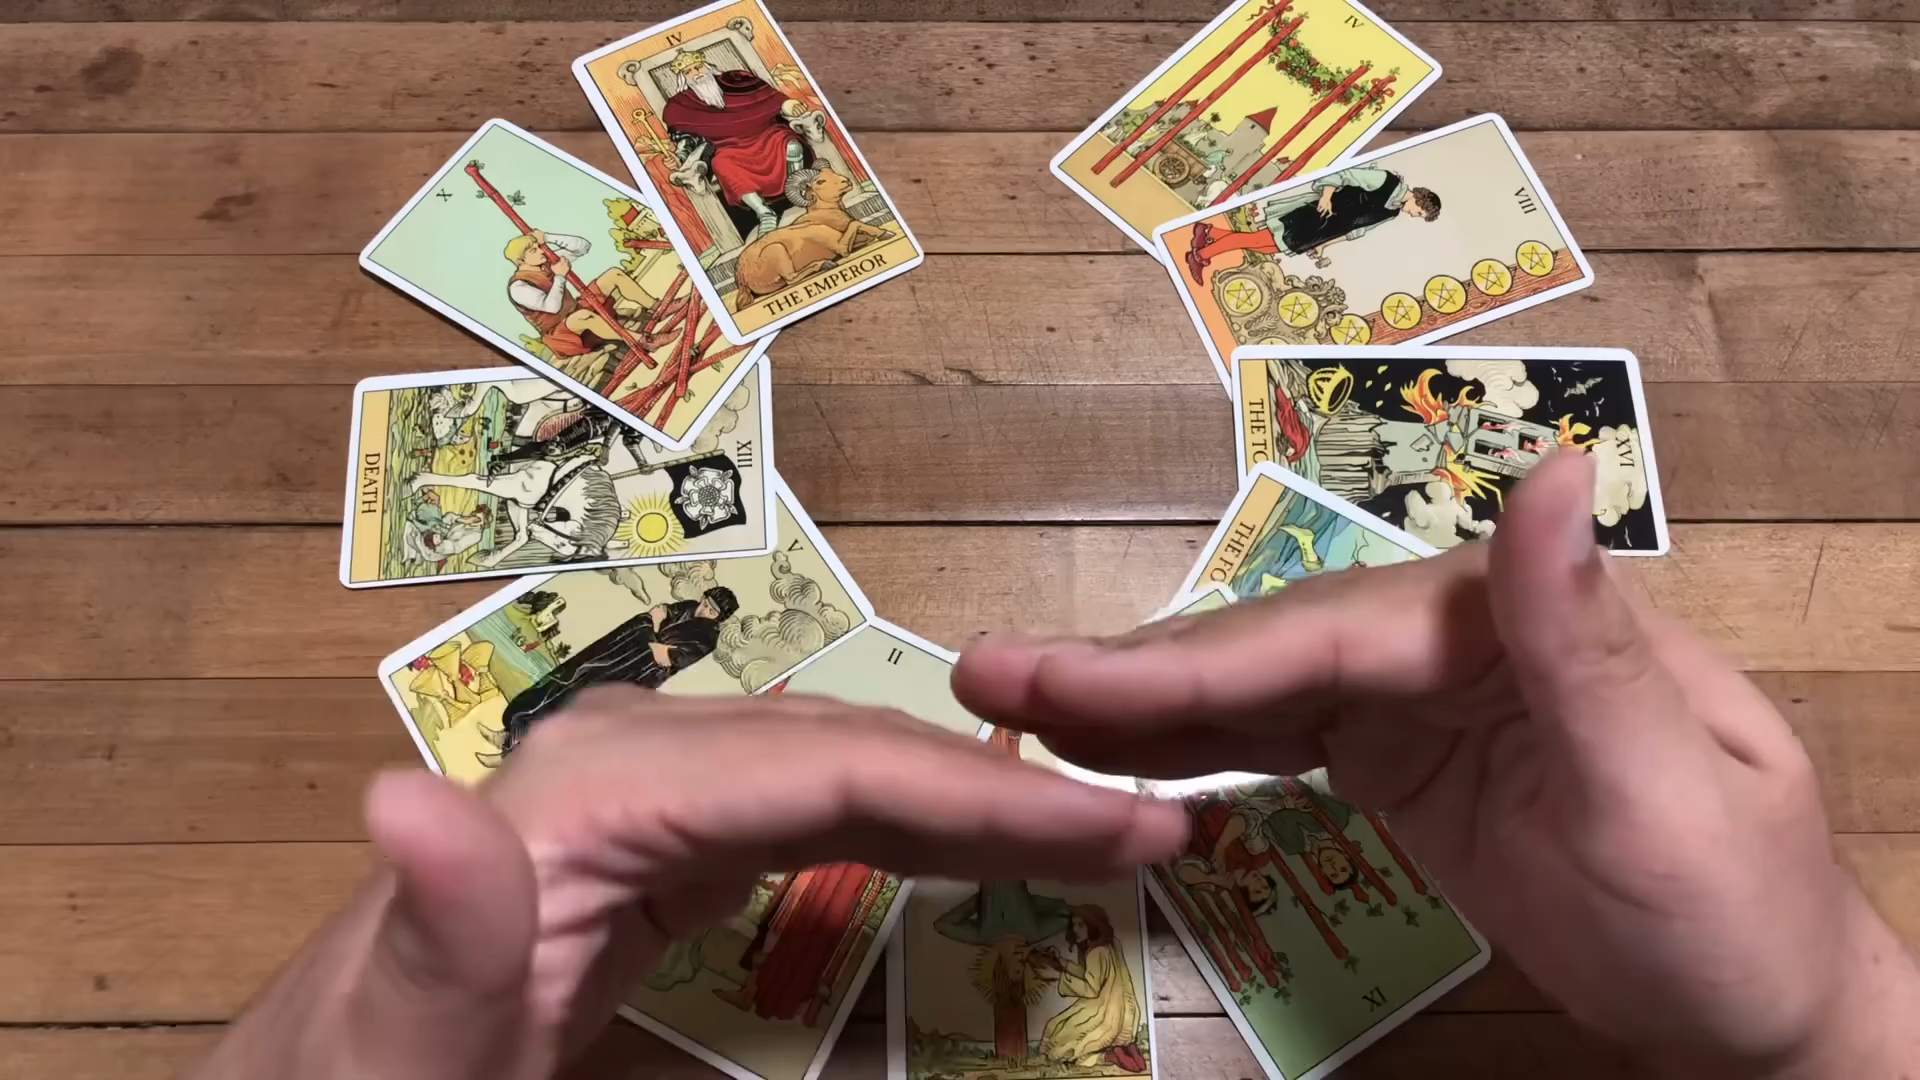 IV
THE EMPEROR
X
XIII
DEATH
V
II
IV
VIII
XVI
THE TO
THE FO
XI